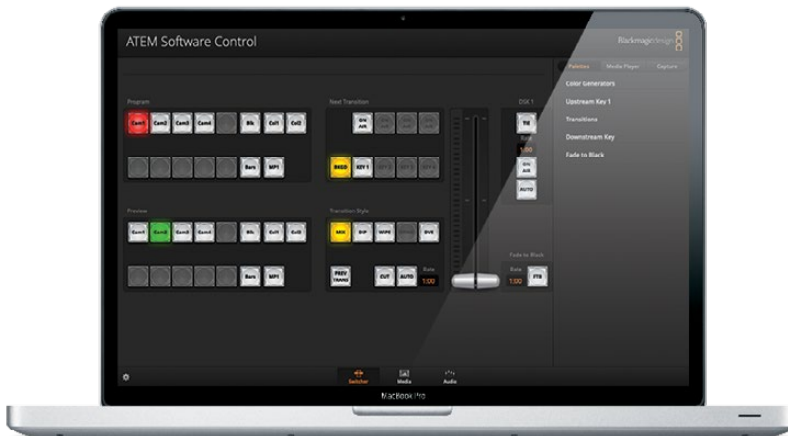 ATEM Software Control
Blackmagicdesign
Palettes Media Player Capture
Color Generators
Upstream Key 1
Transitions
Downstream Key
Fade to Black
Program
Cam1 Cam2 Cam3 Cam4 Blk Col1 Col2
Bars MP1
Next Transition
ON AIR
BKGD KEY 1
DSK 1
TIE
Rate
1:00
ON AIR
AUTO
Preview
Cam1 Cam2 Cam3 Cam4 Blk Col1 Col2
Bars MP1
Transition Style
MIX DIP WIPE DVE
PREV TRANS CUT AUTO Rate 1:00
Fade to Black
Rate
1:00 FTB
Switcher Media Audio
MacBook Pro